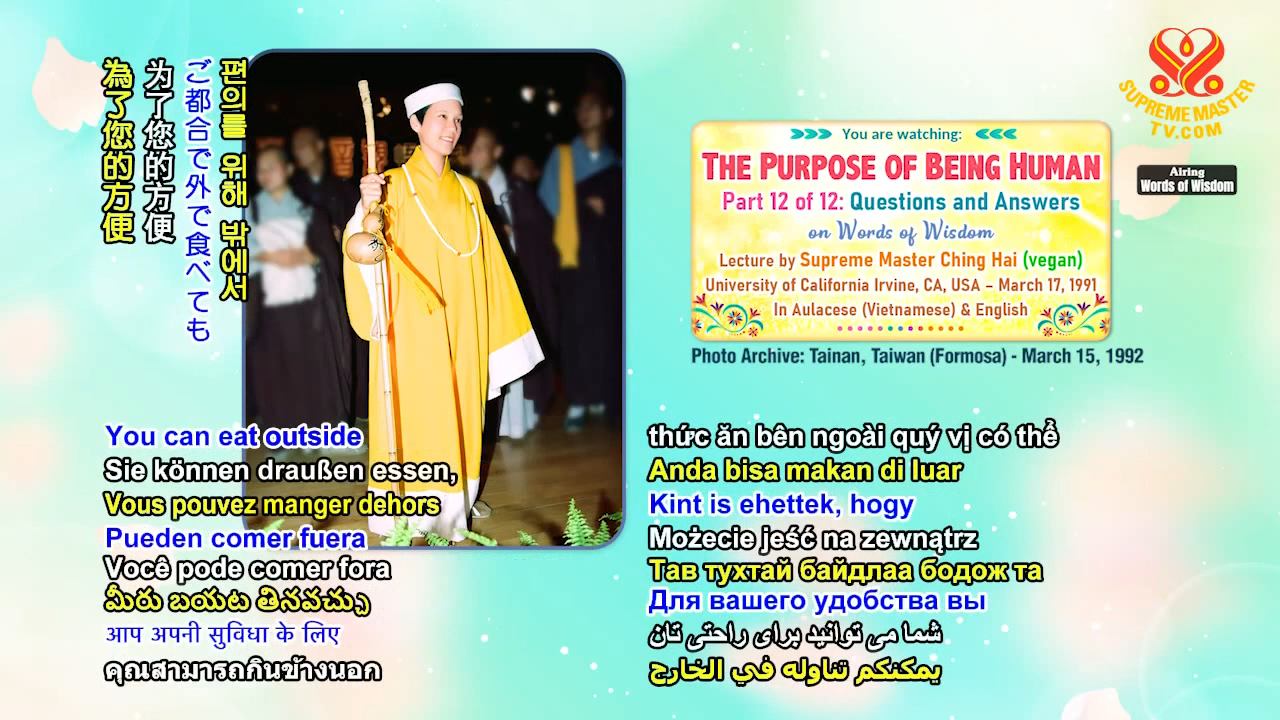 為了您的方便
为了您的方便
ご都合で外で食べても
편의를 위해 밖에서
SUPREME MASTER
TV.COM
Airing
Words of Wisdom
You are watching:
THE PURPOSE OF BEING HUMAN
Part 12 of 12: Questions and Answers
on Words of Wisdom
Lecture by Supreme Master Ching Hai (vegan)
University of California Irvine, CA, USA – March 17, 1991
In Aulacese (Vietnamese) & English
Photo Archive: Tainan, Taiwan (Formosa) - March 15, 1992
You can eat outside
Sie können draußen essen,
Vous pouvez manger dehors
Pueden comer fuera
Você pode comer fora
మీరు బయట తినవచ్చు
आप अपनी सुविधा के लिए
คุณสามารถกินข้างนอก
thức ăn bên ngoài quý vị có thể
Anda bisa makan di luar
Kint is ehettek, hogy
Możecie jeść na zewnątrz
Тав тухтай байдлаа бодож та
Для вашего удобства вы
شما می توانید برای راحتی تان
يمكنكم تناوله في الخارج